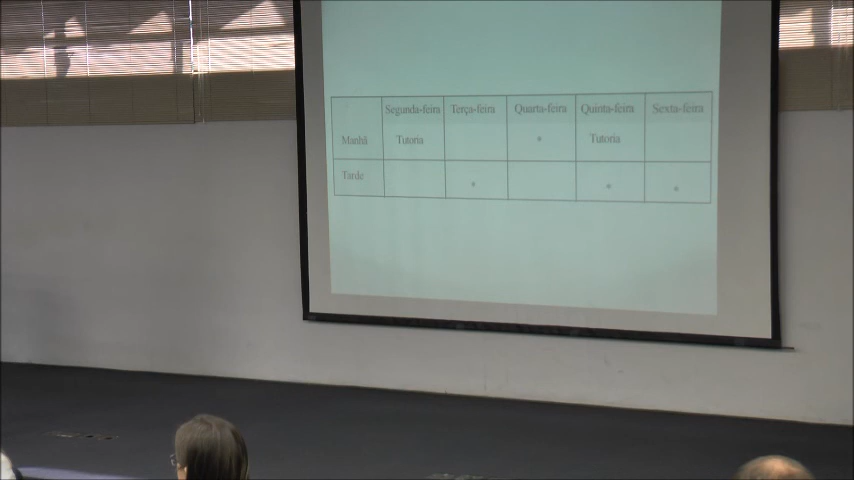 Segunda-feira Terça-feira Quarta-feira Quinta-feira Sexta-feira
Manhã Tutoria * Tutoria
Tarde * * *